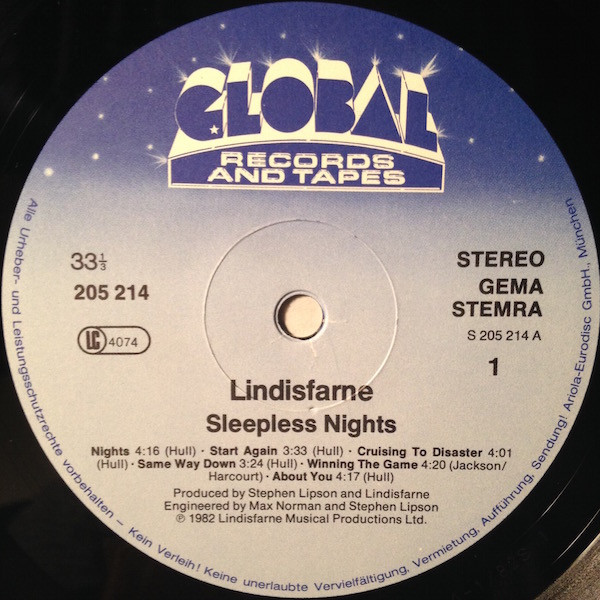 GLOBAL
RECORDS
AND TAPES
33⅓
205 214
LC 4074
STEREO
GEMA
STEMRA
S 205 214 A
1
Lindisfarne
Sleepless Nights
Nights 4:16 (Hull) · Start Again 3:33 (Hull) · Cruising To Disaster 4:01
(Hull) · Same Way Down 3:24 (Hull) · Winning The Game 4:20 (Jackson/
Harcourt) · About You 4:17 (Hull)
Produced by Stephen Lipson and Lindisfarne
Engineered by Max Norman and Stephen Lipson
℗ 1982 Lindisfarne Musical Productions Ltd.
Alle Urheber- und Leistungsschutzrechte vorbehalten – Kein Verleih! Keine unerlaubte Vervielfältigung, Vermietung, Aufführung, Sendung! Ariola-Eurodisc GmbH., München